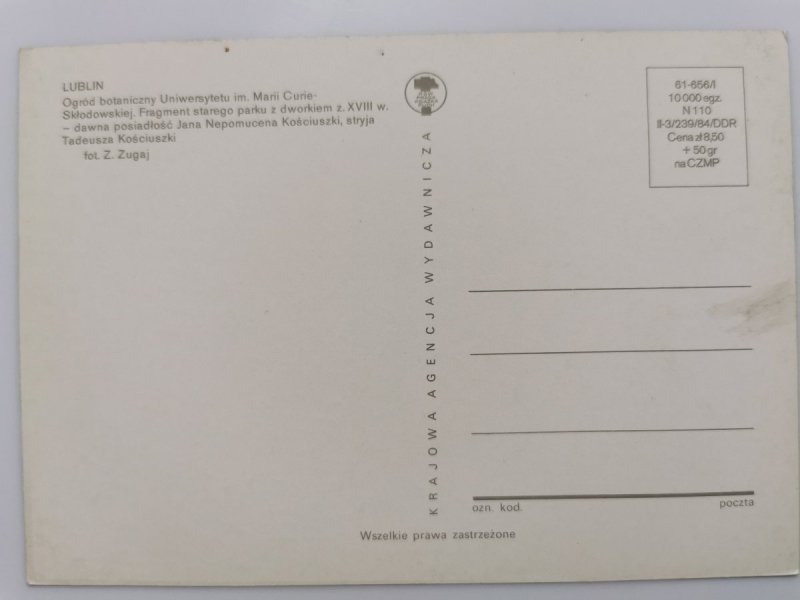 LUBLIN
Ogród botaniczny Uniwersytetu im. Marii Curie-
Skłodowskiej. Fragment starego parku z dworkiem z. XVIII w.
– dawna posiadłość Jana Nepomucena Kościuszki, stryja
Tadeusza Kościuszki
fot. Z. Zugaj
KRAJOWA AGENCJA WYDAWNICZA
61-656/I
10 000 egz.
N 110
II-3/239/84/DDR
Cena zł 8,50
+ 50 gr
na CZMP
ozn. kod.
poczta
Wszelkie prawa zastrzeżone